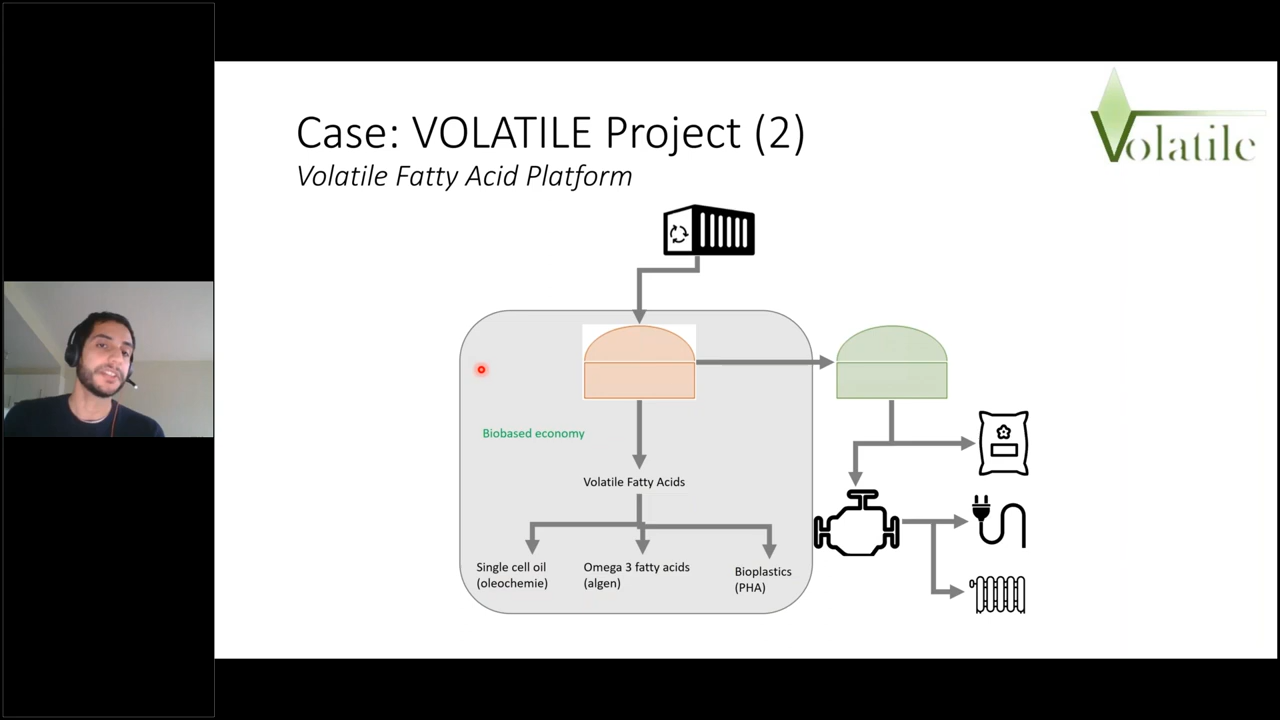 Case: VOLATILE Project (2)
Volatile Fatty Acid Platform
Volatile
Biobased economy
Volatile Fatty Acids
Single cell oil
(oleochemie)
Omega 3 fatty acids
(algen)
Bioplastics
(PHA)